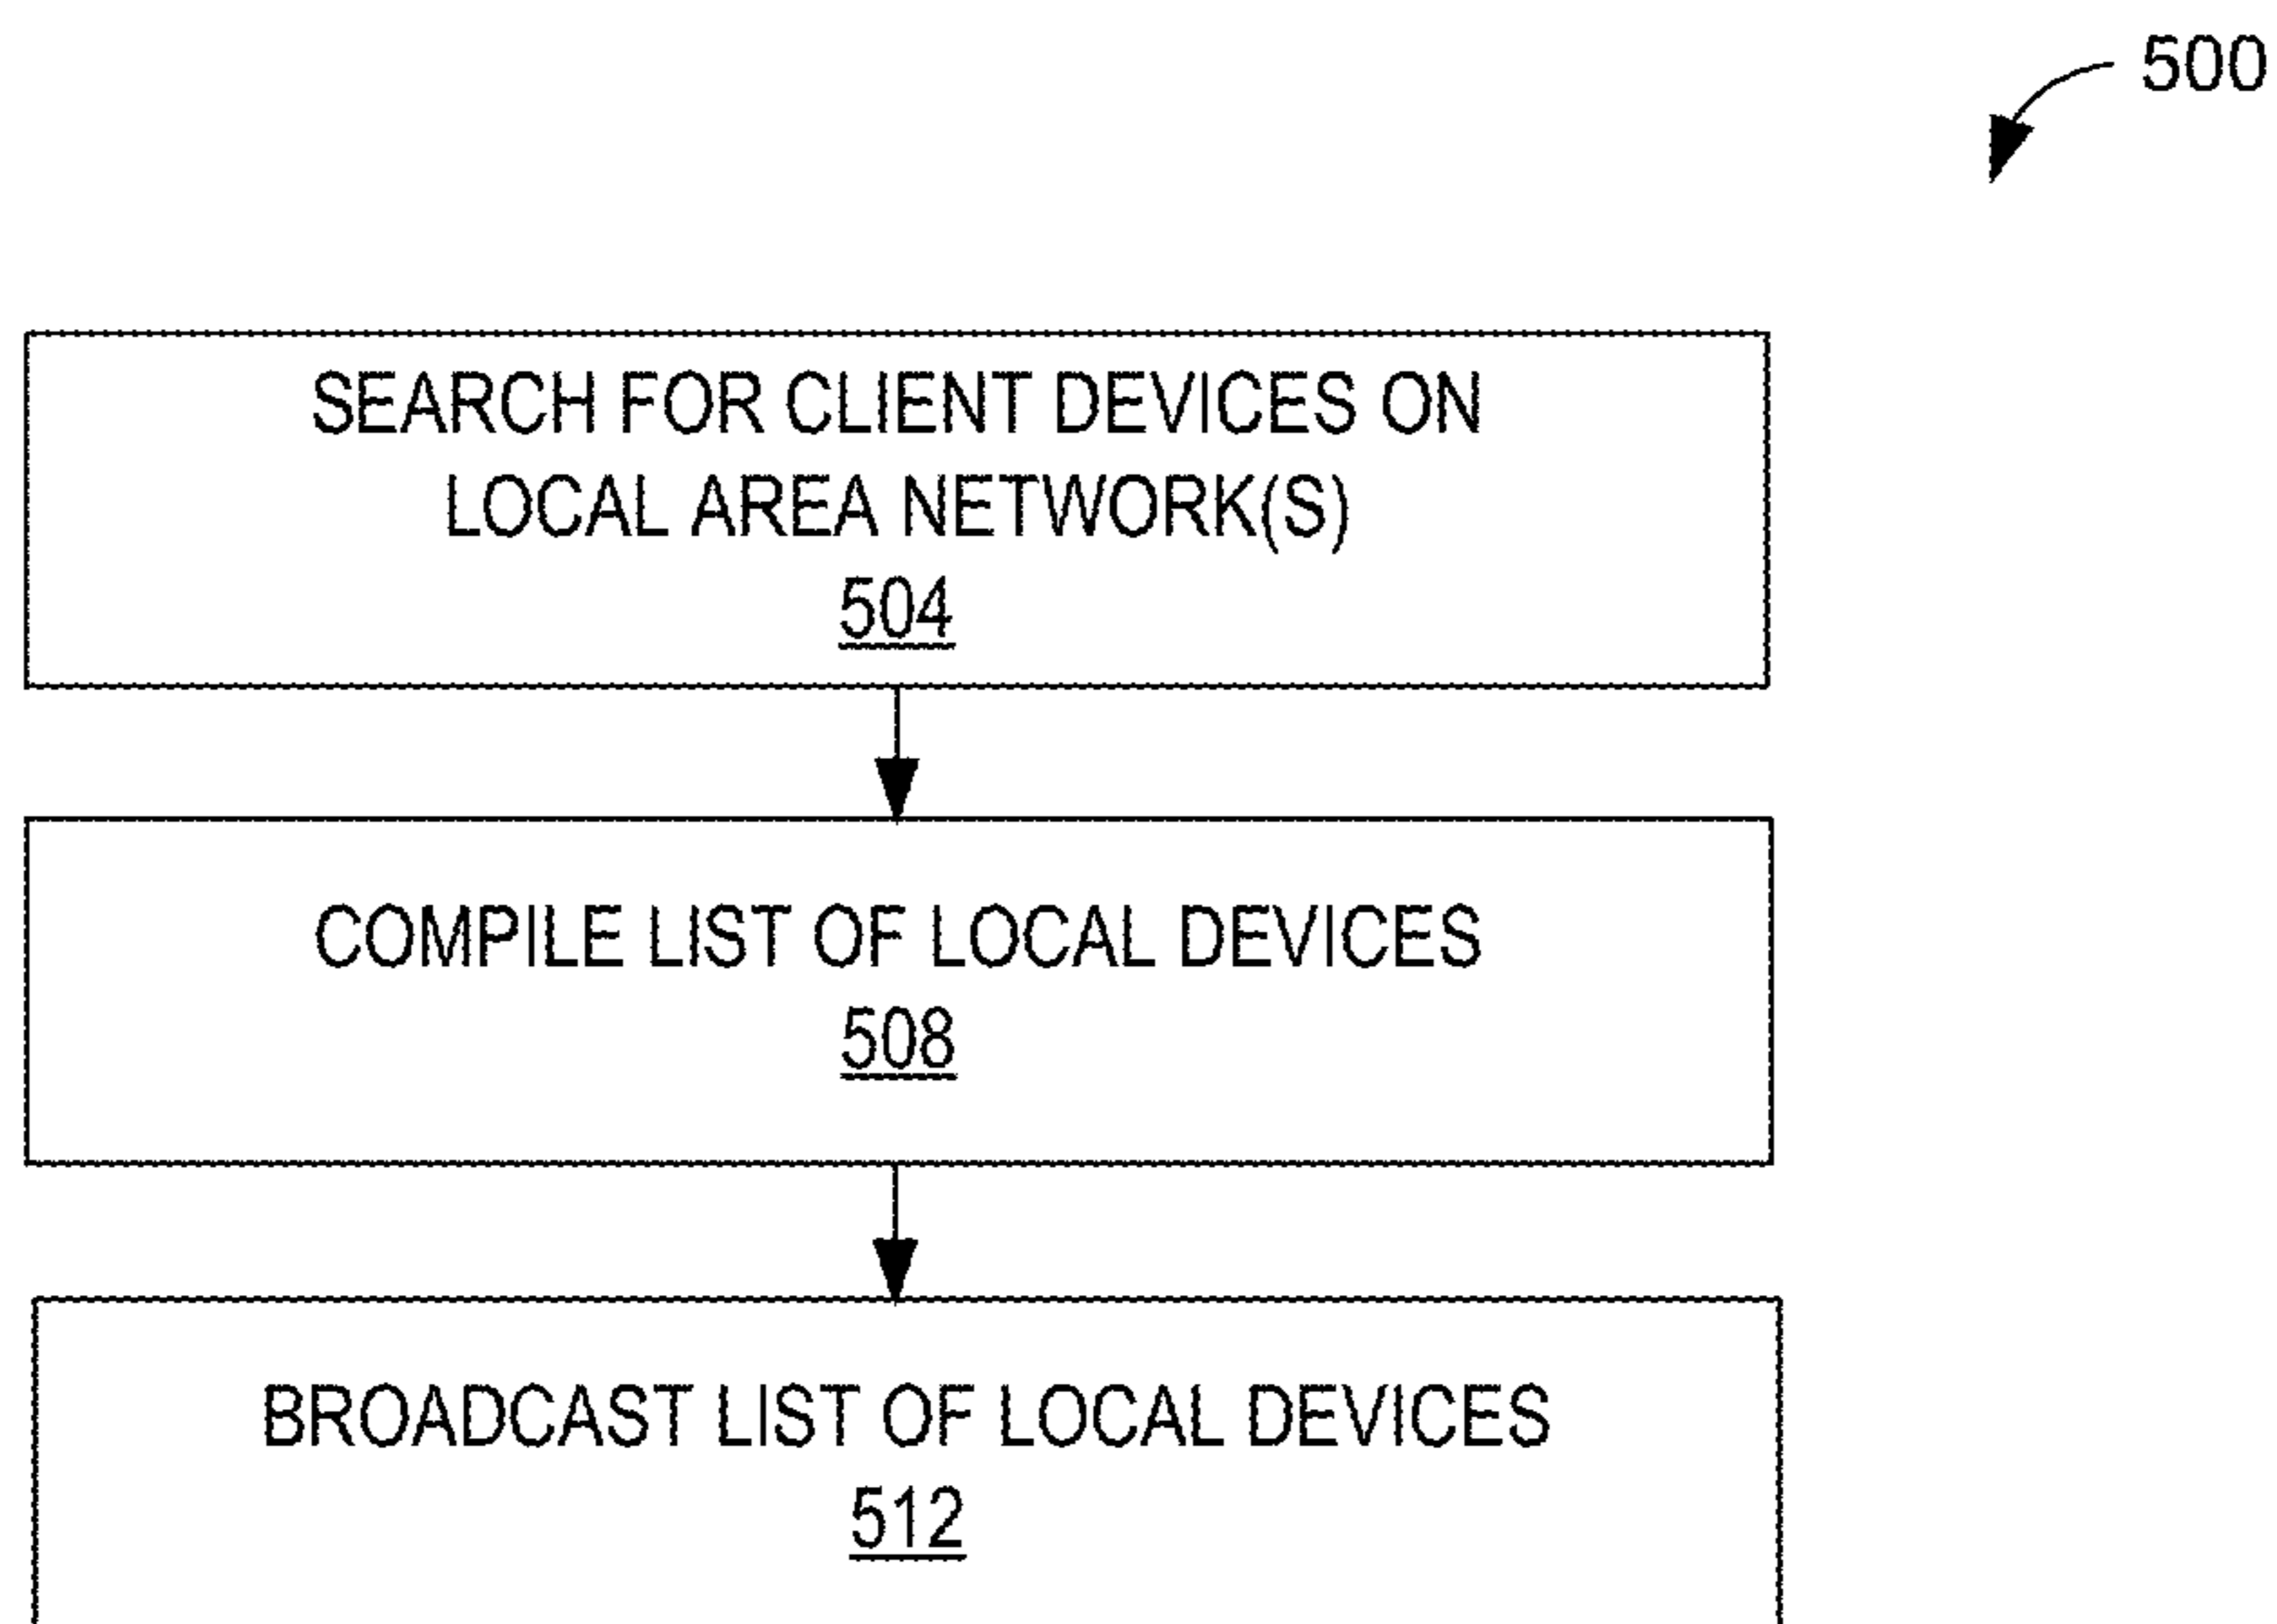 500
SEARCH FOR CLIENT DEVICES ON
LOCAL AREA NETWORK(S)
504
COMPILE LIST OF LOCAL DEVICES
508
BROADCAST LIST OF LOCAL DEVICES
512